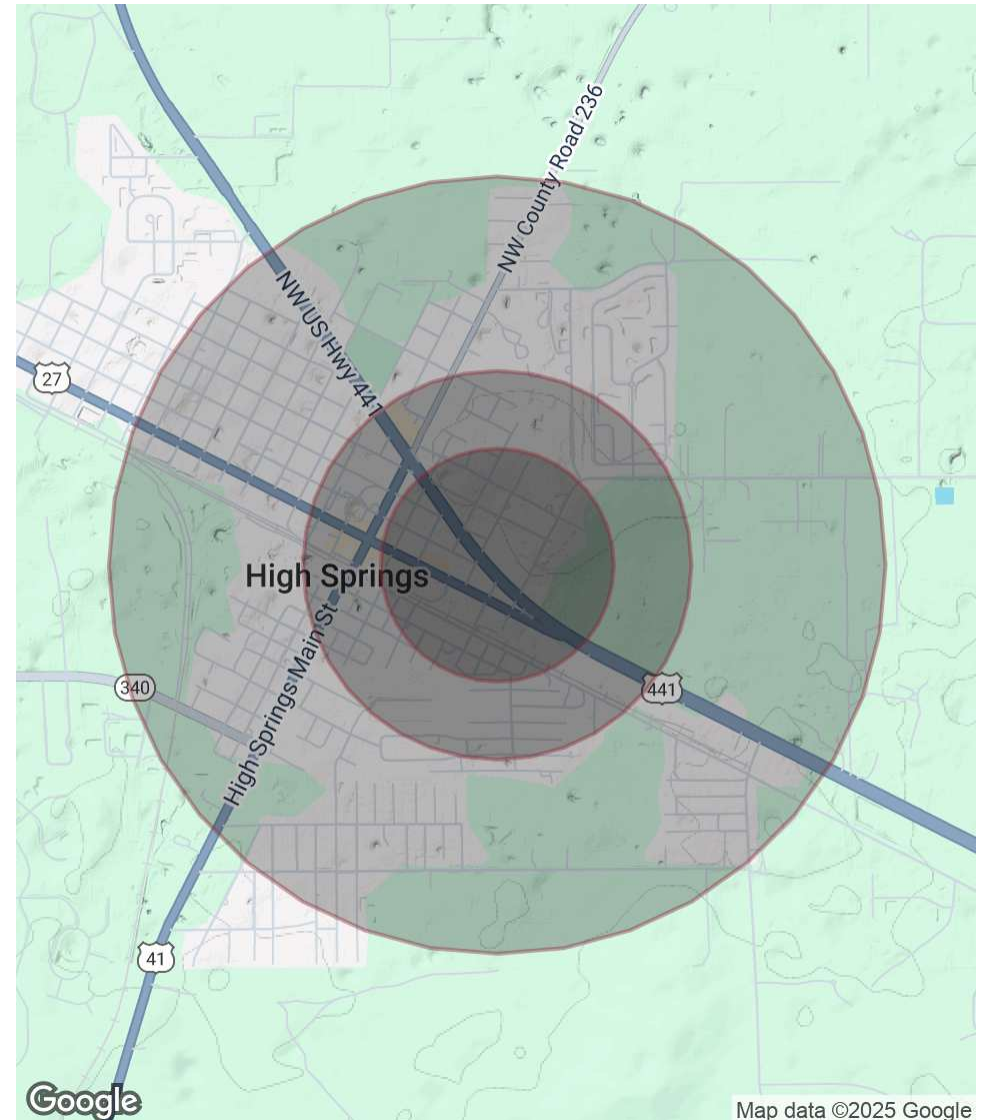 NW County Road 236
NW US Hwy 441
27
High Springs
High Springs Main St
340
441
41
Google
Map data ©2025 Google